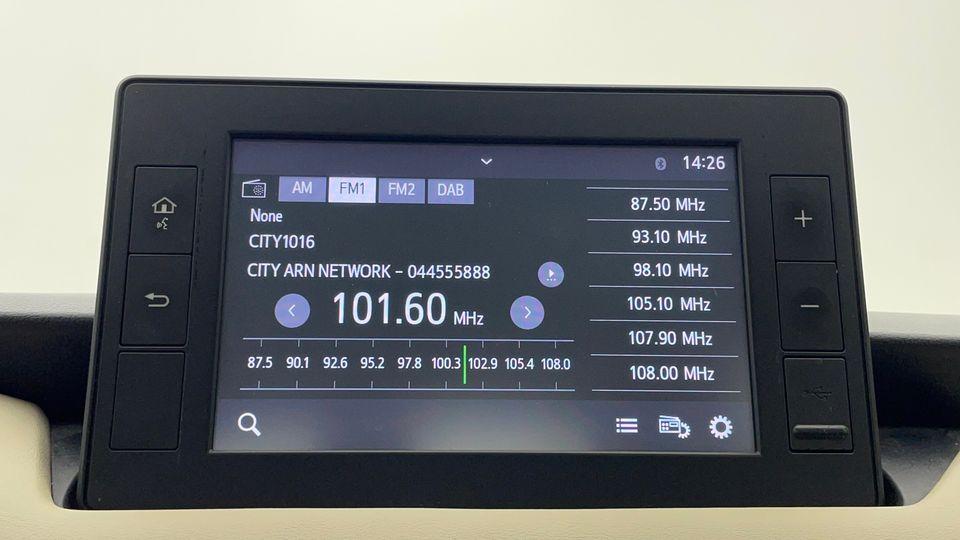 14:26
AM FM1 FM2 DAB
None
CITY1016
CITY ARN NETWORK – 044555888
101.60 MHz
87.5 90.1 92.6 95.2 97.8 100.3 102.9 105.4 108.0
87.50 MHz
93.10 MHz
98.10 MHz
105.10 MHz
107.90 MHz
108.00 MHz